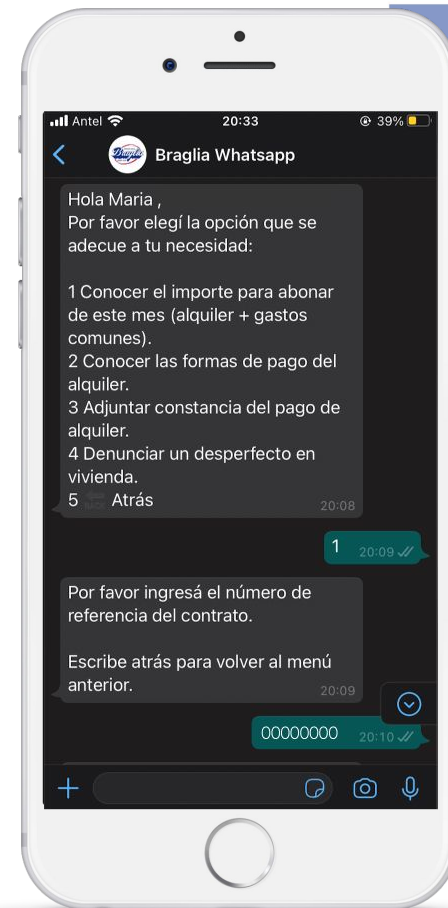 Antel
20:33
39%
Braglia
Braglia Whatsapp
Hola Maria ,
Por favor elegí la opción que se
adecue a tu necesidad:
1 Conocer el importe para abonar
de este mes (alquiler + gastos
comunes).
2 Conocer las formas de pago del
alquiler.
3 Adjuntar constancia del pago de
alquiler.
4 Denunciar un desperfecto en
vivienda.
5 BACK Atrás
20:08
1 20:09
Por favor ingresá el número de
referencia del contrato.
Escribe atrás para volver al menú
anterior.
20:09
00000000 20:10